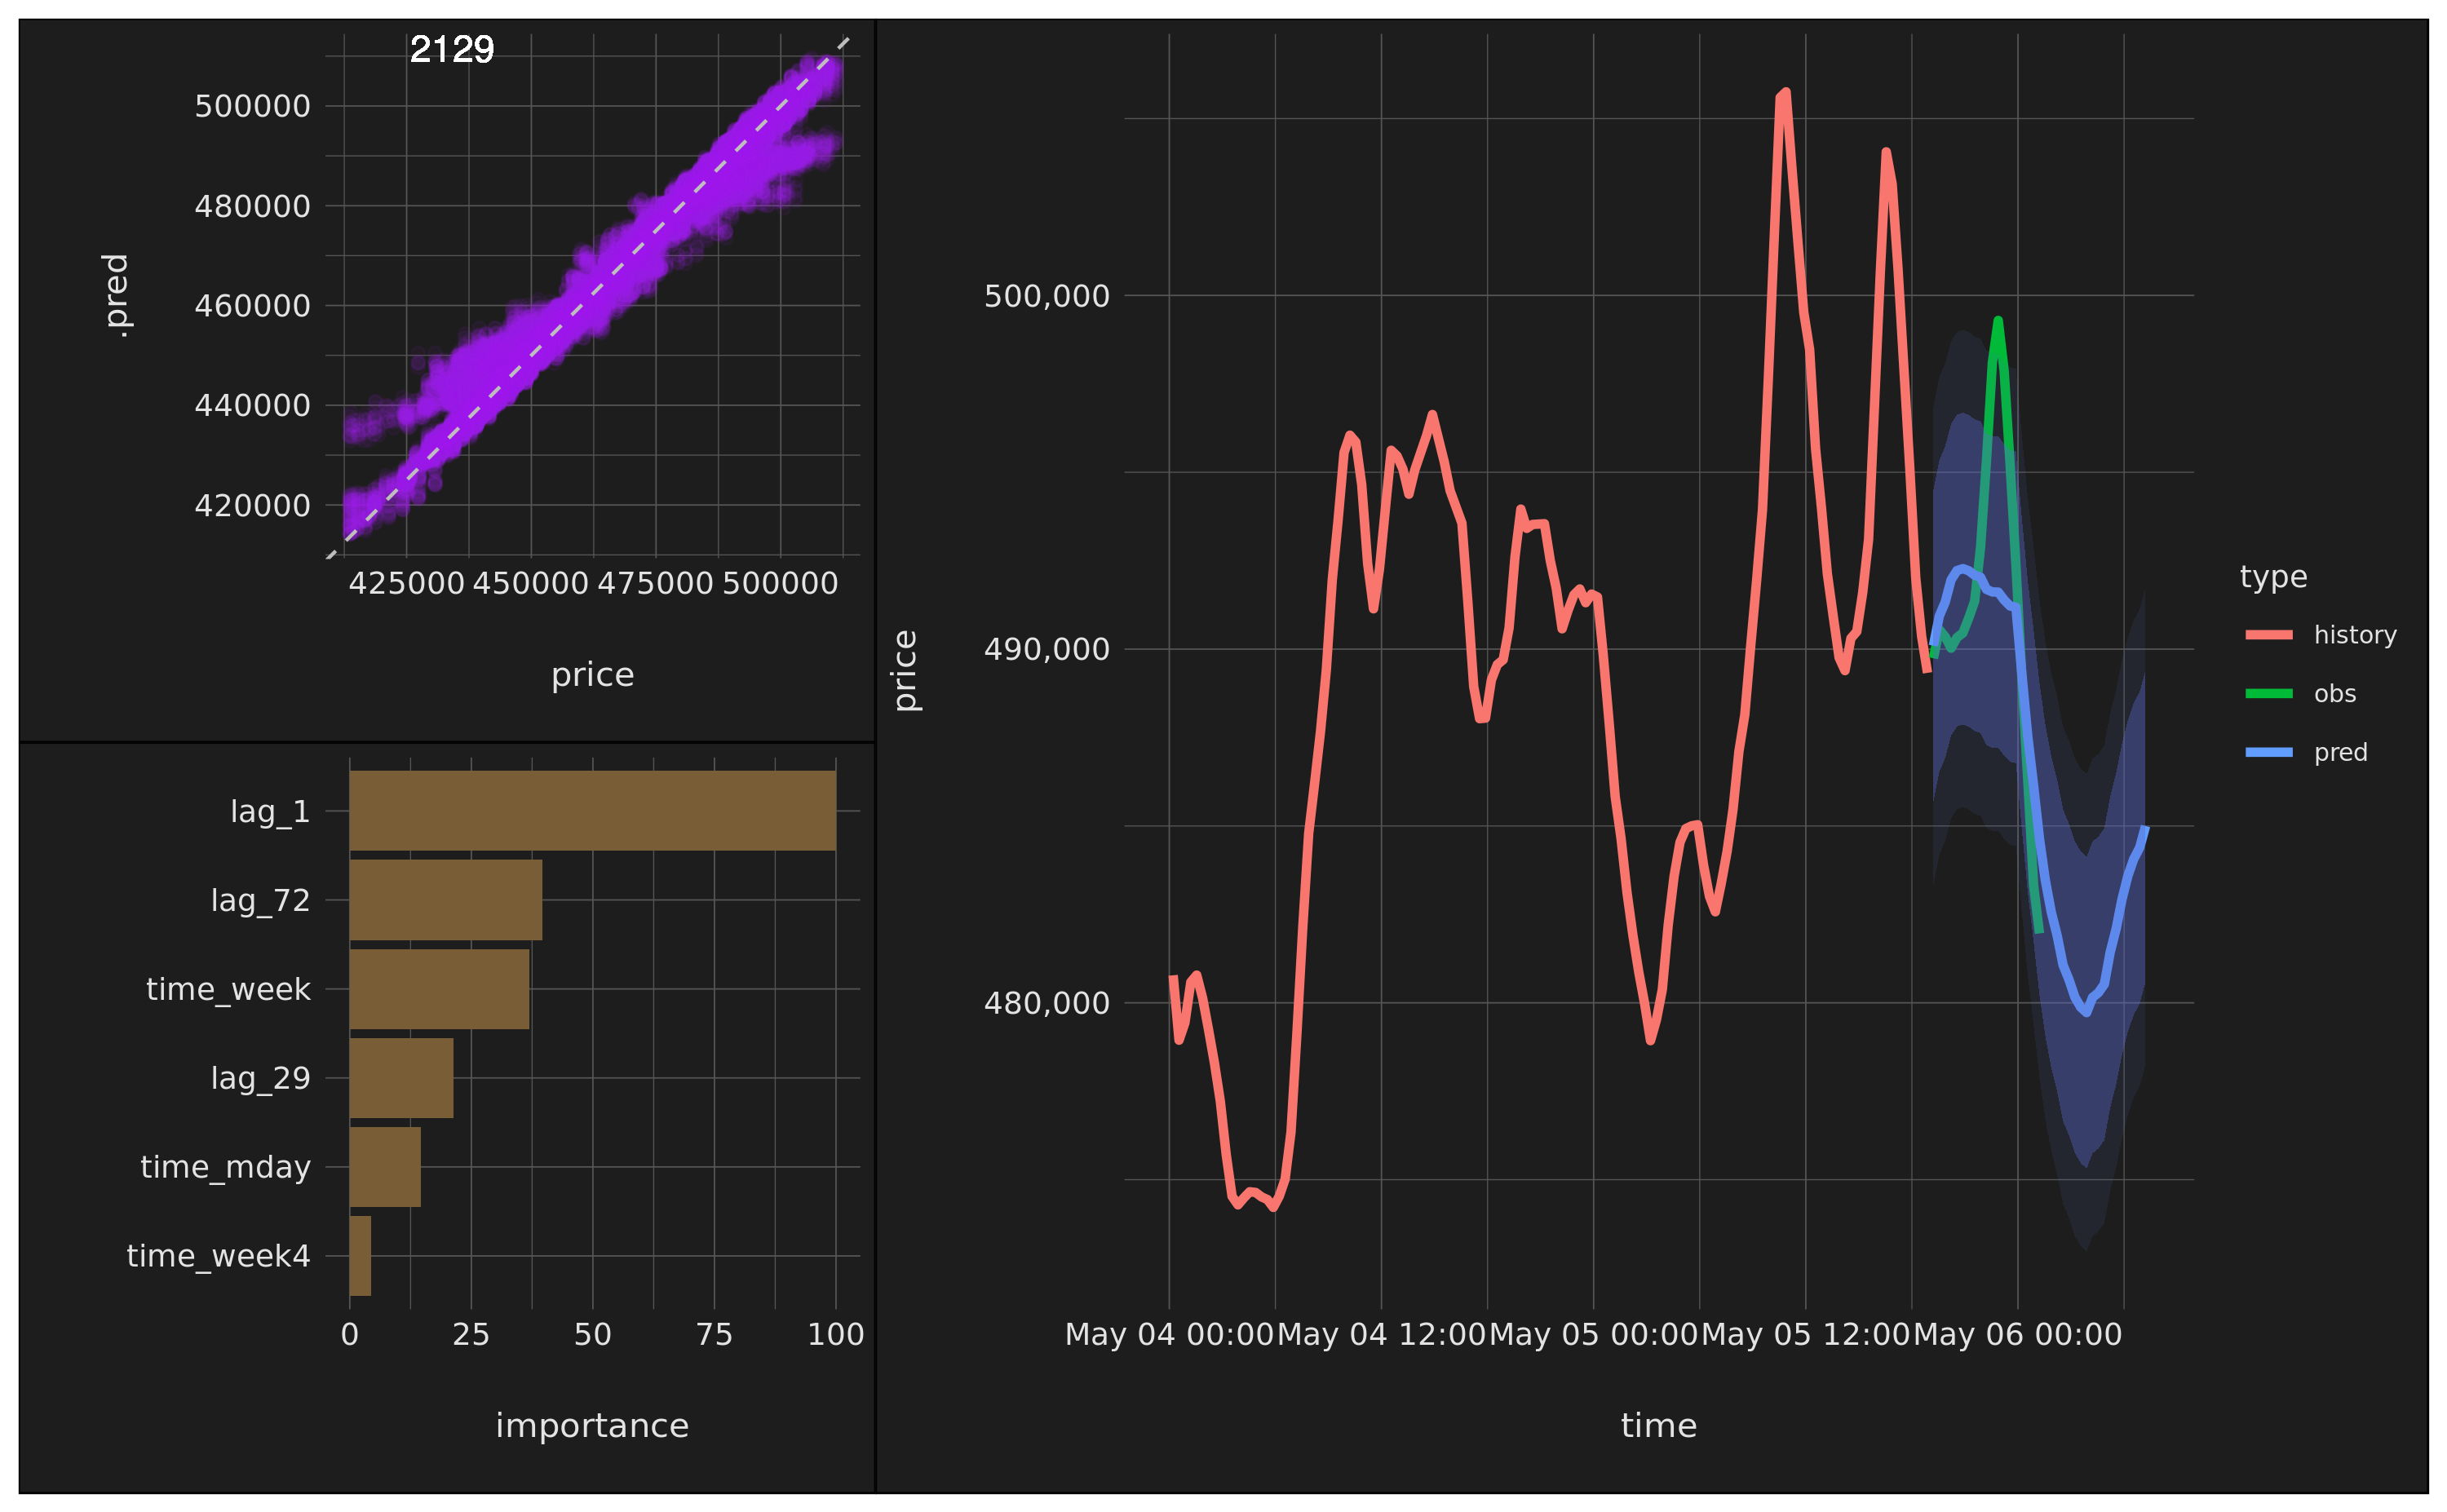 2129
500000
480000
460000
440000
420000
.pred
425000 450000 475000 500000
price
lag_1
lag_72
time_week
lag_29
time_mday
time_week4
0 25 50 75 100
importance
500,000
490,000
480,000
price
May 04 00:00 May 04 12:00 May 05 00:00 May 05 12:00 May 06 00:00
time
type
history
obs
pred